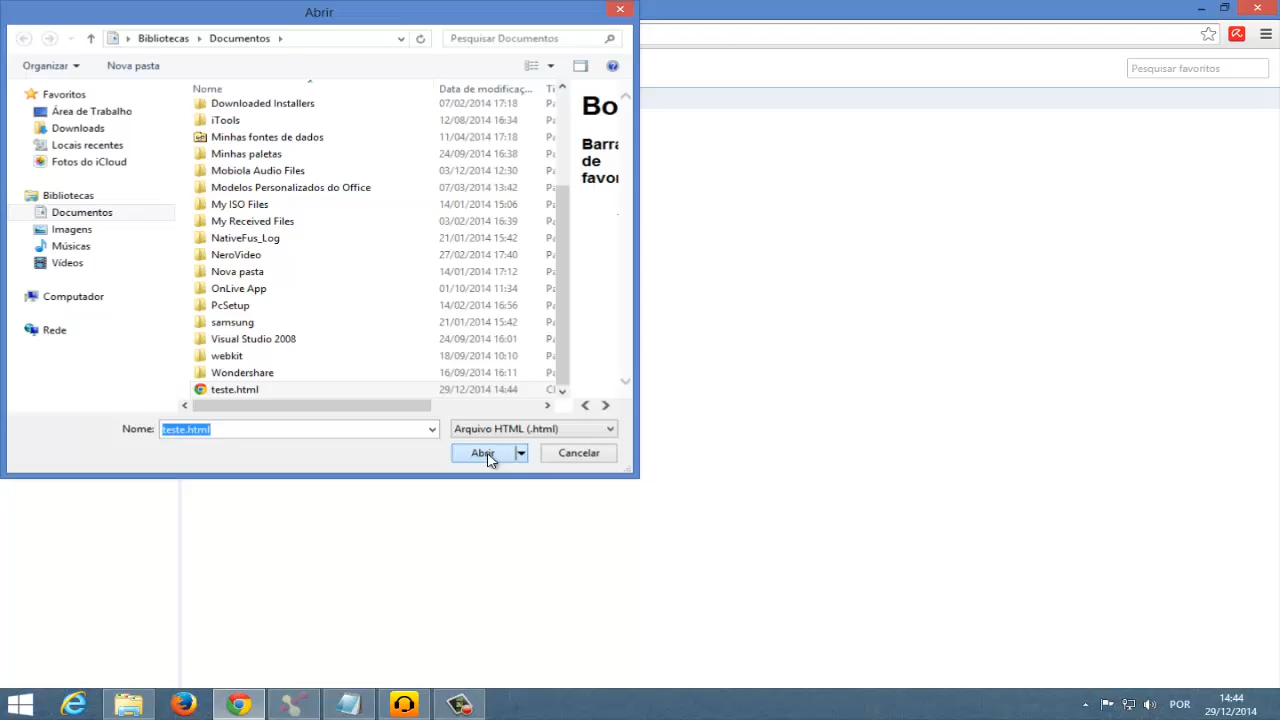 Abrir
Bibliotecas
Documentos
Pesquisar Documentos
Organizar
Nova pasta
Pesquisar favoritos
Favoritos
Área de Trabalho
Downloads
Locais recentes
Fotos do iCloud
Bibliotecas
Documentos
Imagens
Músicas
Vídeos
Computador
Rede
Nome Data de modificaç...
Downloaded Installers 07/02/2014 17:18
iTools 12/08/2014 16:34
Minhas fontes de dados 11/04/2014 17:18
Minhas paletas 24/09/2014 16:38
Mobiola Audio Files 03/12/2014 12:30
Modelos Personalizados do Office 07/03/2014 13:42
My ISO Files 14/01/2014 15:06
My Received Files 03/02/2014 16:39
NativeFus_Log 21/01/2014 15:42
NeroVideo 27/02/2014 17:40
Nova pasta 14/01/2014 17:12
OnLive App 01/10/2014 11:34
PcSetup 14/02/2014 16:56
samsung 21/01/2014 15:42
Visual Studio 2008 24/09/2014 16:01
webkit 18/09/2014 10:10
Wondershare 16/09/2014 16:11
teste.html 29/12/2014 14:44
Bo
Barra
de
favor
Nome: teste.html
Arquivo HTML (.html)
Abrir
Cancelar
POR
14:44
29/12/2014